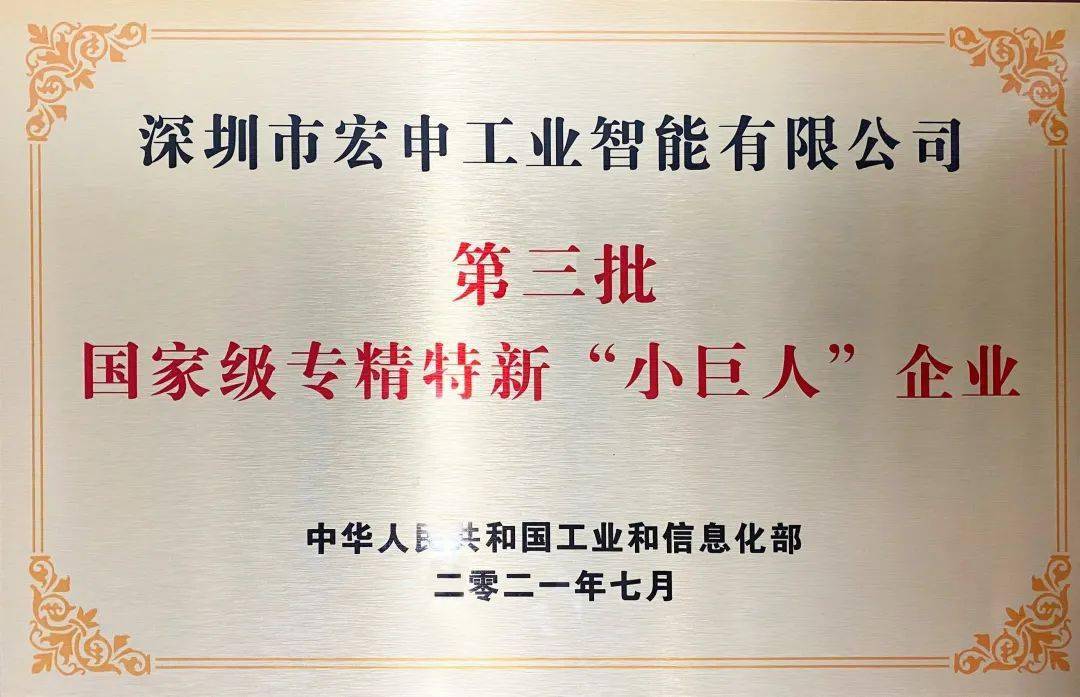 深圳市宏申工业智能有限公司
第三批
国家级专精特新“小巨人”企业
中华人民共和国工业和信息化部
二零二一年七月